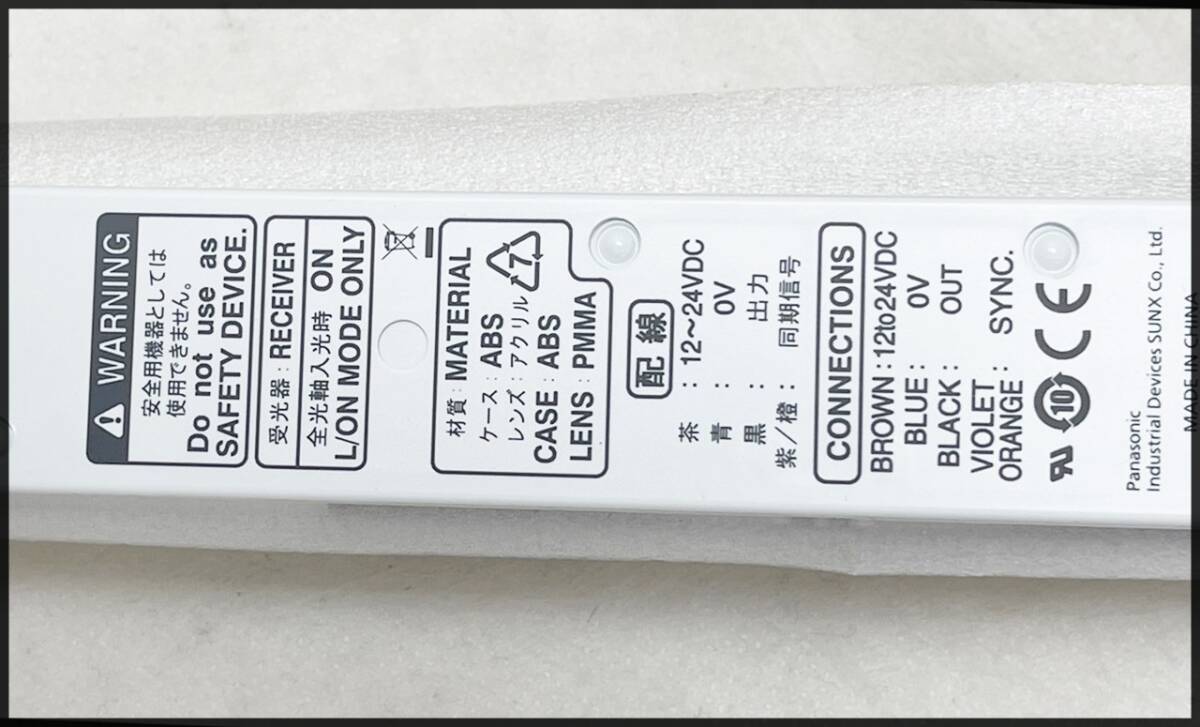 ⚠ WARNING
安全用機器としては
使用できません。
Do not use as
SAFETY DEVICE.
受光器 : RECEIVER
全光軸入光時 ON
L/ON MODE ONLY
材質 : MATERIAL
ケース : ABS
レンズ : アクリル
7
CASE : ABS
LENS : PMMA
配線
茶 : 12~24VDC
青 : 0V
黒 : 出力
紫/橙 : 同期信号
CONNECTIONS
BROWN : 12to24VDC
BLUE : 0V
BLACK : OUT
VIOLET
ORANGE : SYNC.
10
CE
Panasonic
Industrial Devices SUNX Co., Ltd.
MADE IN CHINA